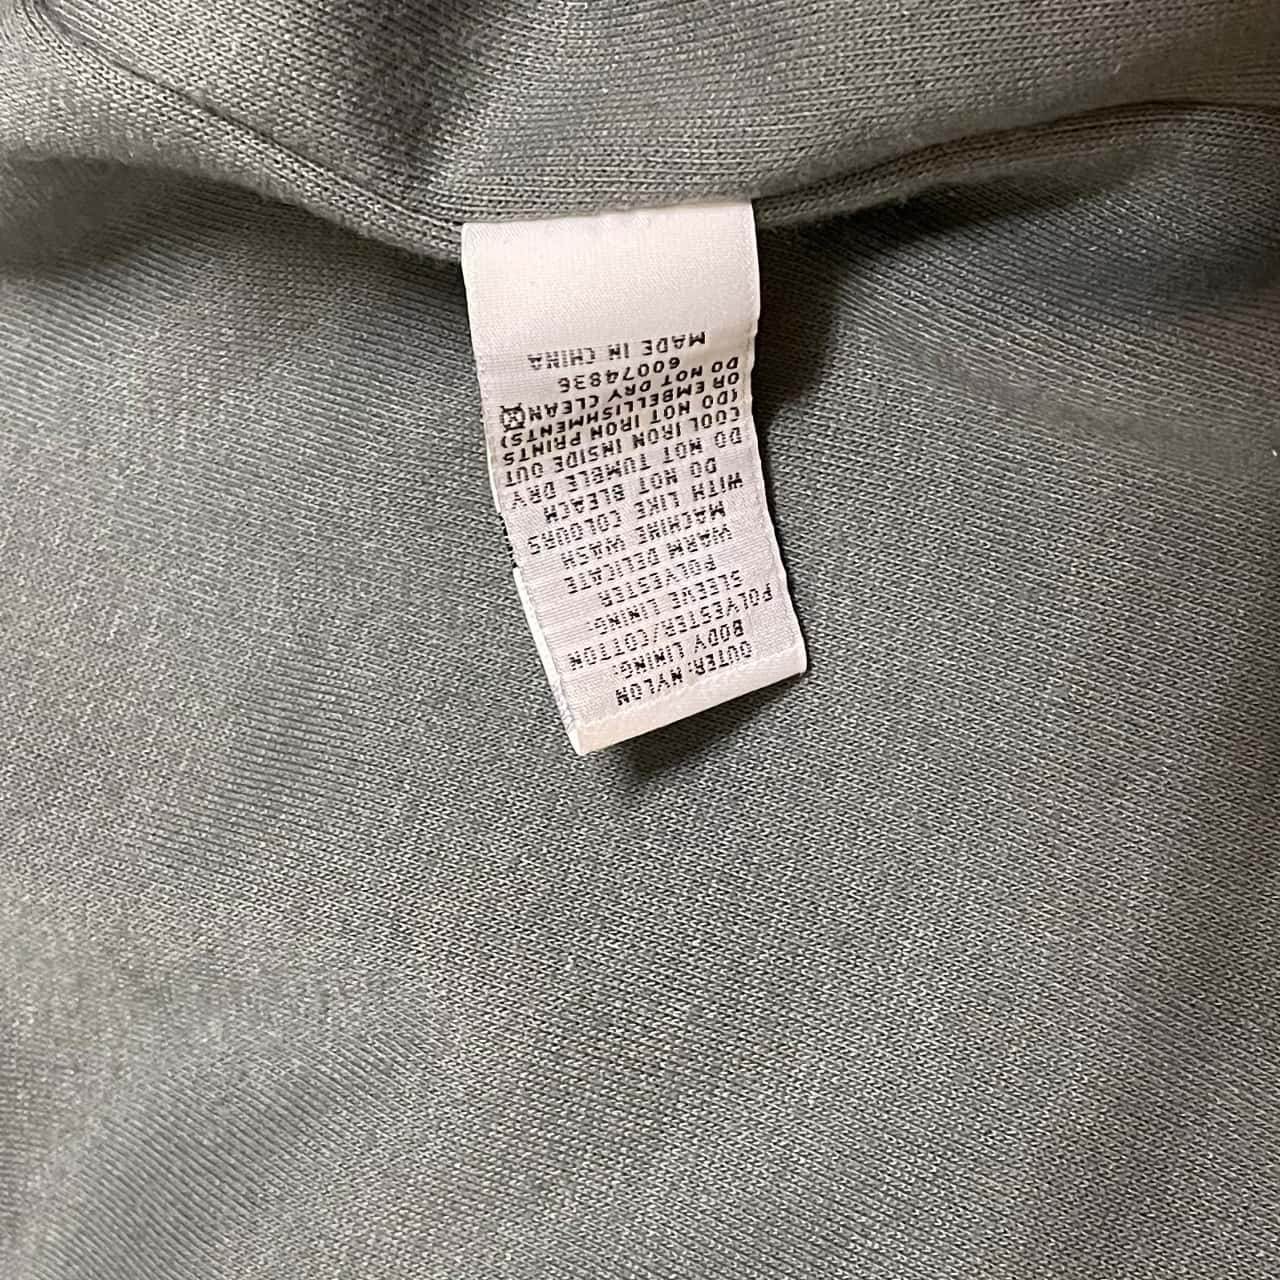 OUTER: NYLON
BODY LINING:
POLYESTER/COTTON
SLEEVE LINING:
POLYESTER
WARM DELICATE
MACHINE WASH
WITH LIKE COLOURS
DO NOT BLEACH
DO NOT TUMBLE DRY
COOL IRON INSIDE OUT
(DO NOT IRON PRINTS
OR EMBELLISHMENTS)
DO NOT DRY CLEAN
60074836
MADE IN CHINA